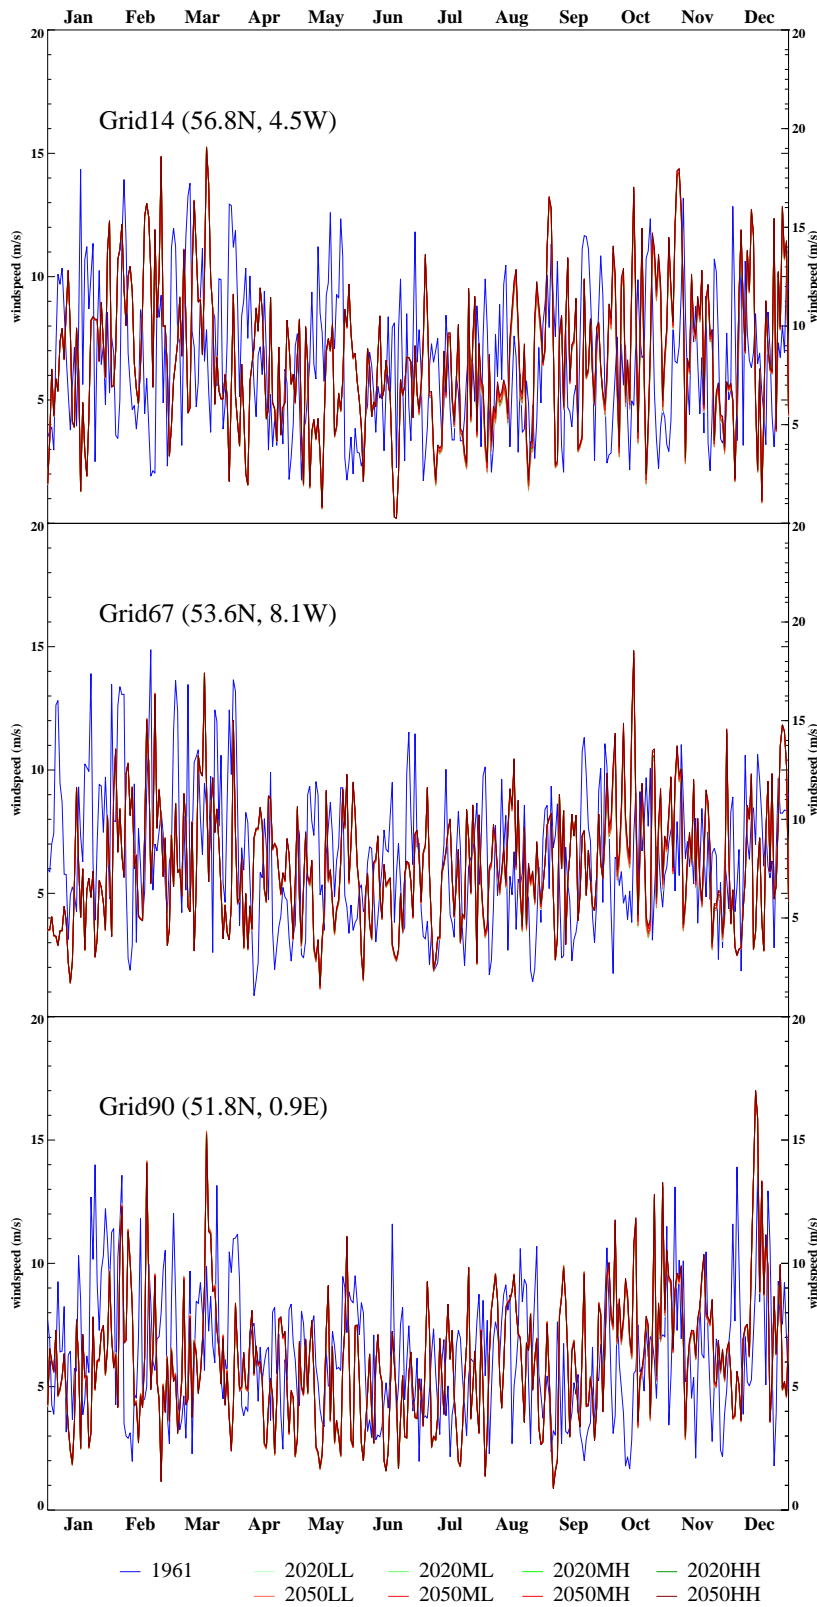 Jan Feb Mar Apr May Jun Jul Aug Sep Oct Nov Dec
20 20
Grid14 (56.8N, 4.5W)
20
15
15
windspeed (m/s) windspeed (m/s)
10
10
5
5
20 20
Grid67 (53.6N, 8.1W)
20
15
15
windspeed (m/s) windspeed (m/s)
10
10
5
5
20 20
Grid90 (51.8N, 0.9E)
15 15
windspeed (m/s) windspeed (m/s)
10 10
5 5
0 0
Jan Feb Mar Apr May Jun Jul Aug Sep Oct Nov Dec
1961 2020LL 2020ML 2020MH 2020HH
2050LL 2050ML 2050MH 2050HH